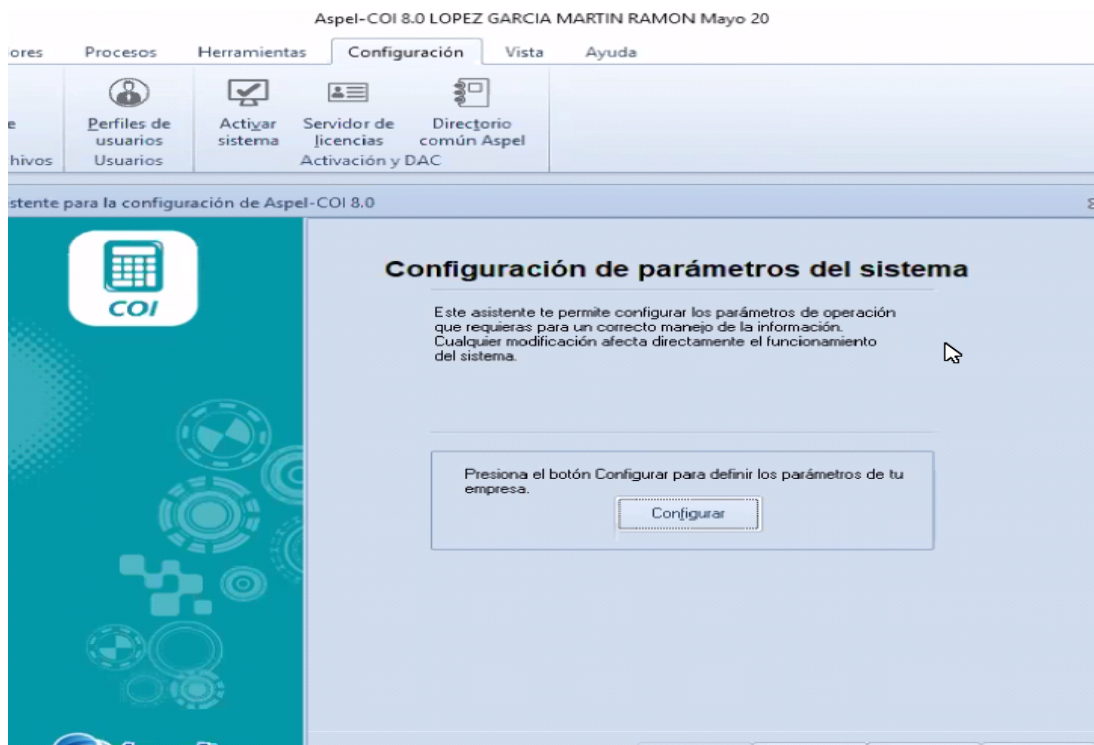 Aspel-COI 8.0 LOPEZ GARCIA MARTIN RAMON Mayo 20
ores Procesos Herramientas Configuración Vista Ayuda
e Perfiles de Activar Servidor de Directorio
usuarios sistema licencias común Aspel
hivos Usuarios Activación y DAC
stente para la configuración de Aspel-COI 8.0
COI
Configuración de parámetros del sistema
Este asistente te permite configurar los parámetros de operación
que requieras para un correcto manejo de la información.
Cualquier modificación afecta directamente el funcionamiento
del sistema.
Presiona el botón Configurar para definir los parámetros de tu
empresa.
Configurar